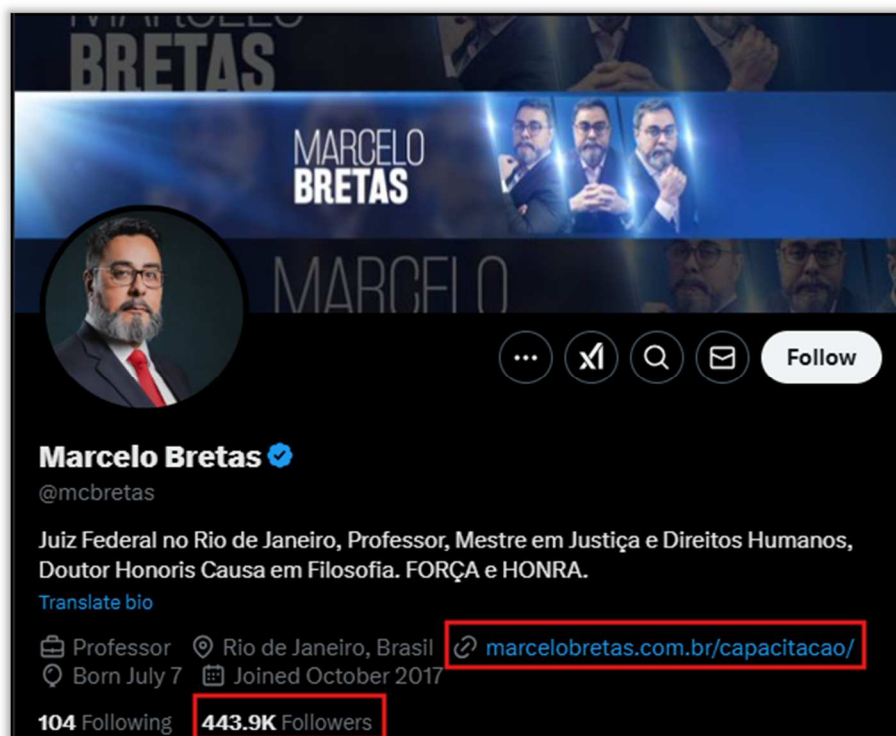 MARCELO
BRETAS
MARCELO
BRETAS
MARCELO
Follow
Marcelo Bretas
@mcbretas
Juiz Federal no Rio de Janeiro, Professor, Mestre em Justiça e Direitos Humanos,
Doutor Honoris Causa em Filosofia. FORÇA e HONRA.
Translate bio
Professor Rio de Janeiro, Brasil marcelobretas.com.br/capacitacao/
Born July 7 Joined October 2017
104 Following 443.9K Followers